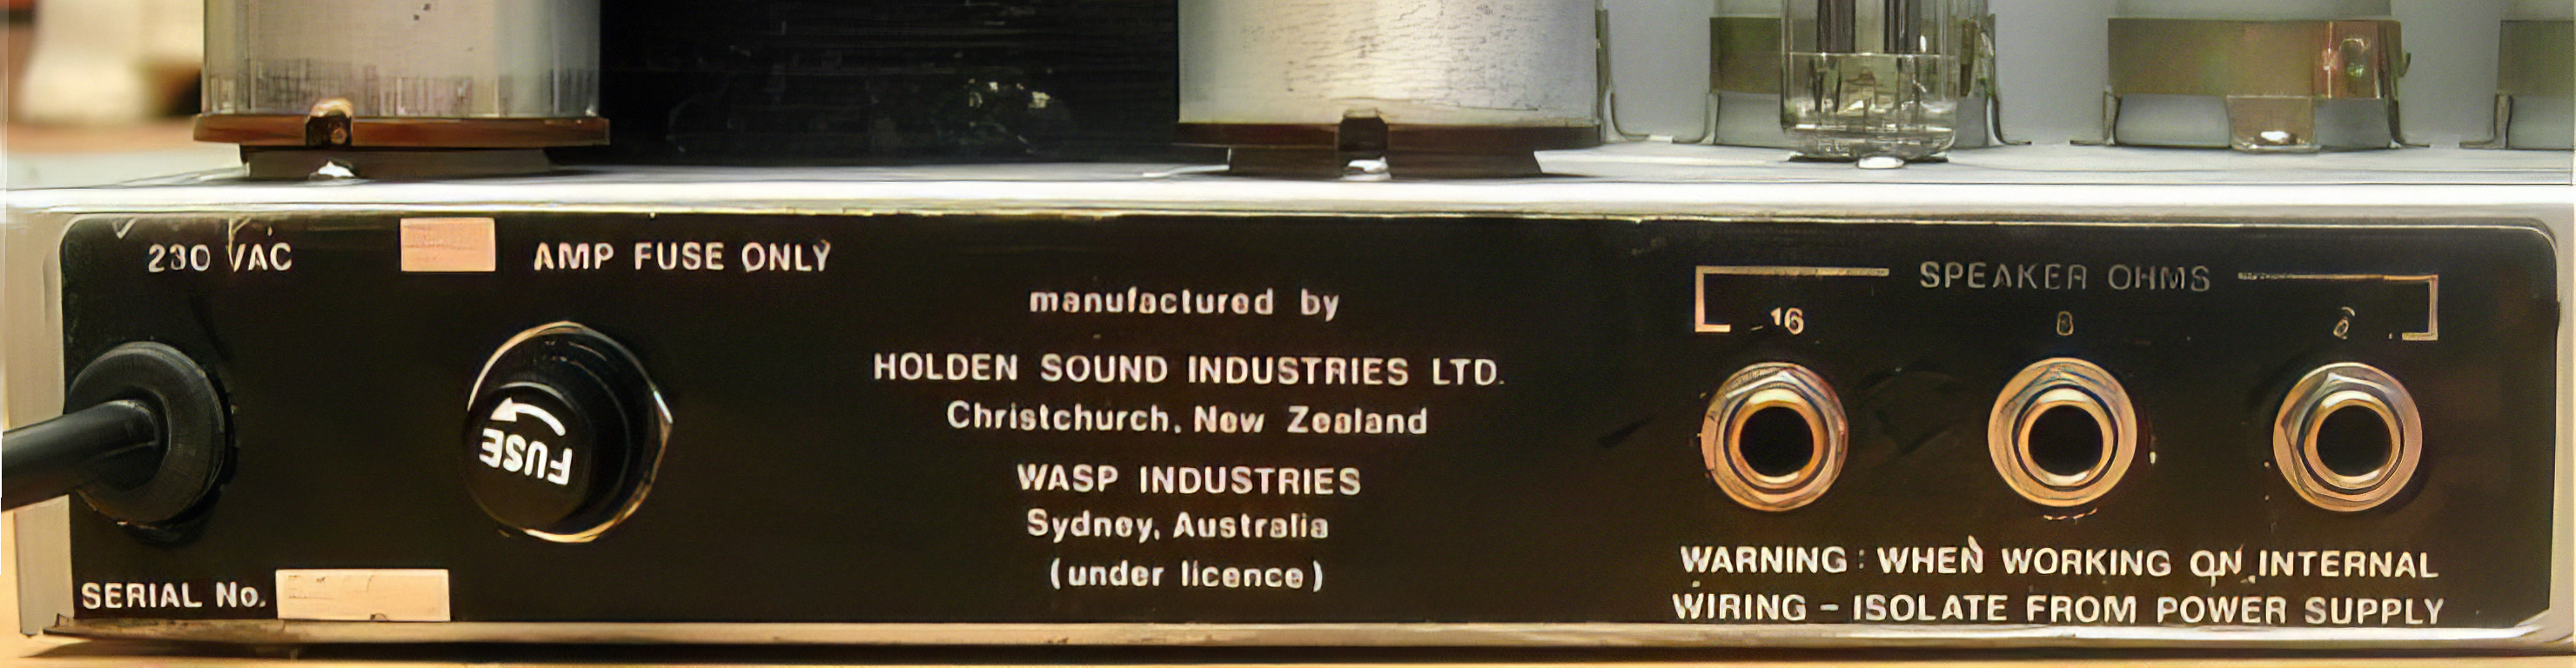 230 VAC
AMP FUSE ONLY
FUSE
SERIAL No.
manufactured by
HOLDEN SOUND INDUSTRIES LTD.
Christchurch, New Zealand
WASP INDUSTRIES
Sydney, Australia
(under licence)
SPEAKER OHMS
16 8
WARNING: WHEN WORKING ON INTERNAL
WIRING - ISOLATE FROM POWER SUPPLY